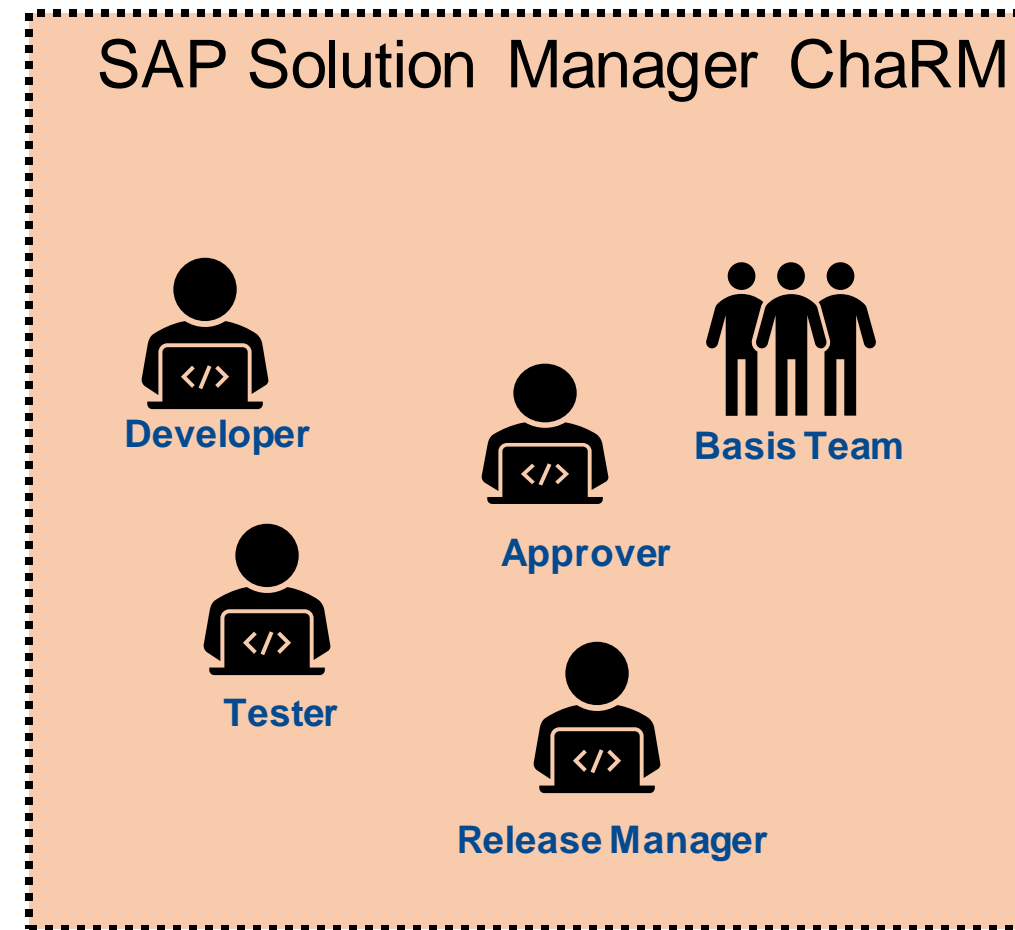 SAP Solution Manager ChaRM
</>
Developer
</>
Basis Team
Approver
</>
Tester
</>
Release Manager